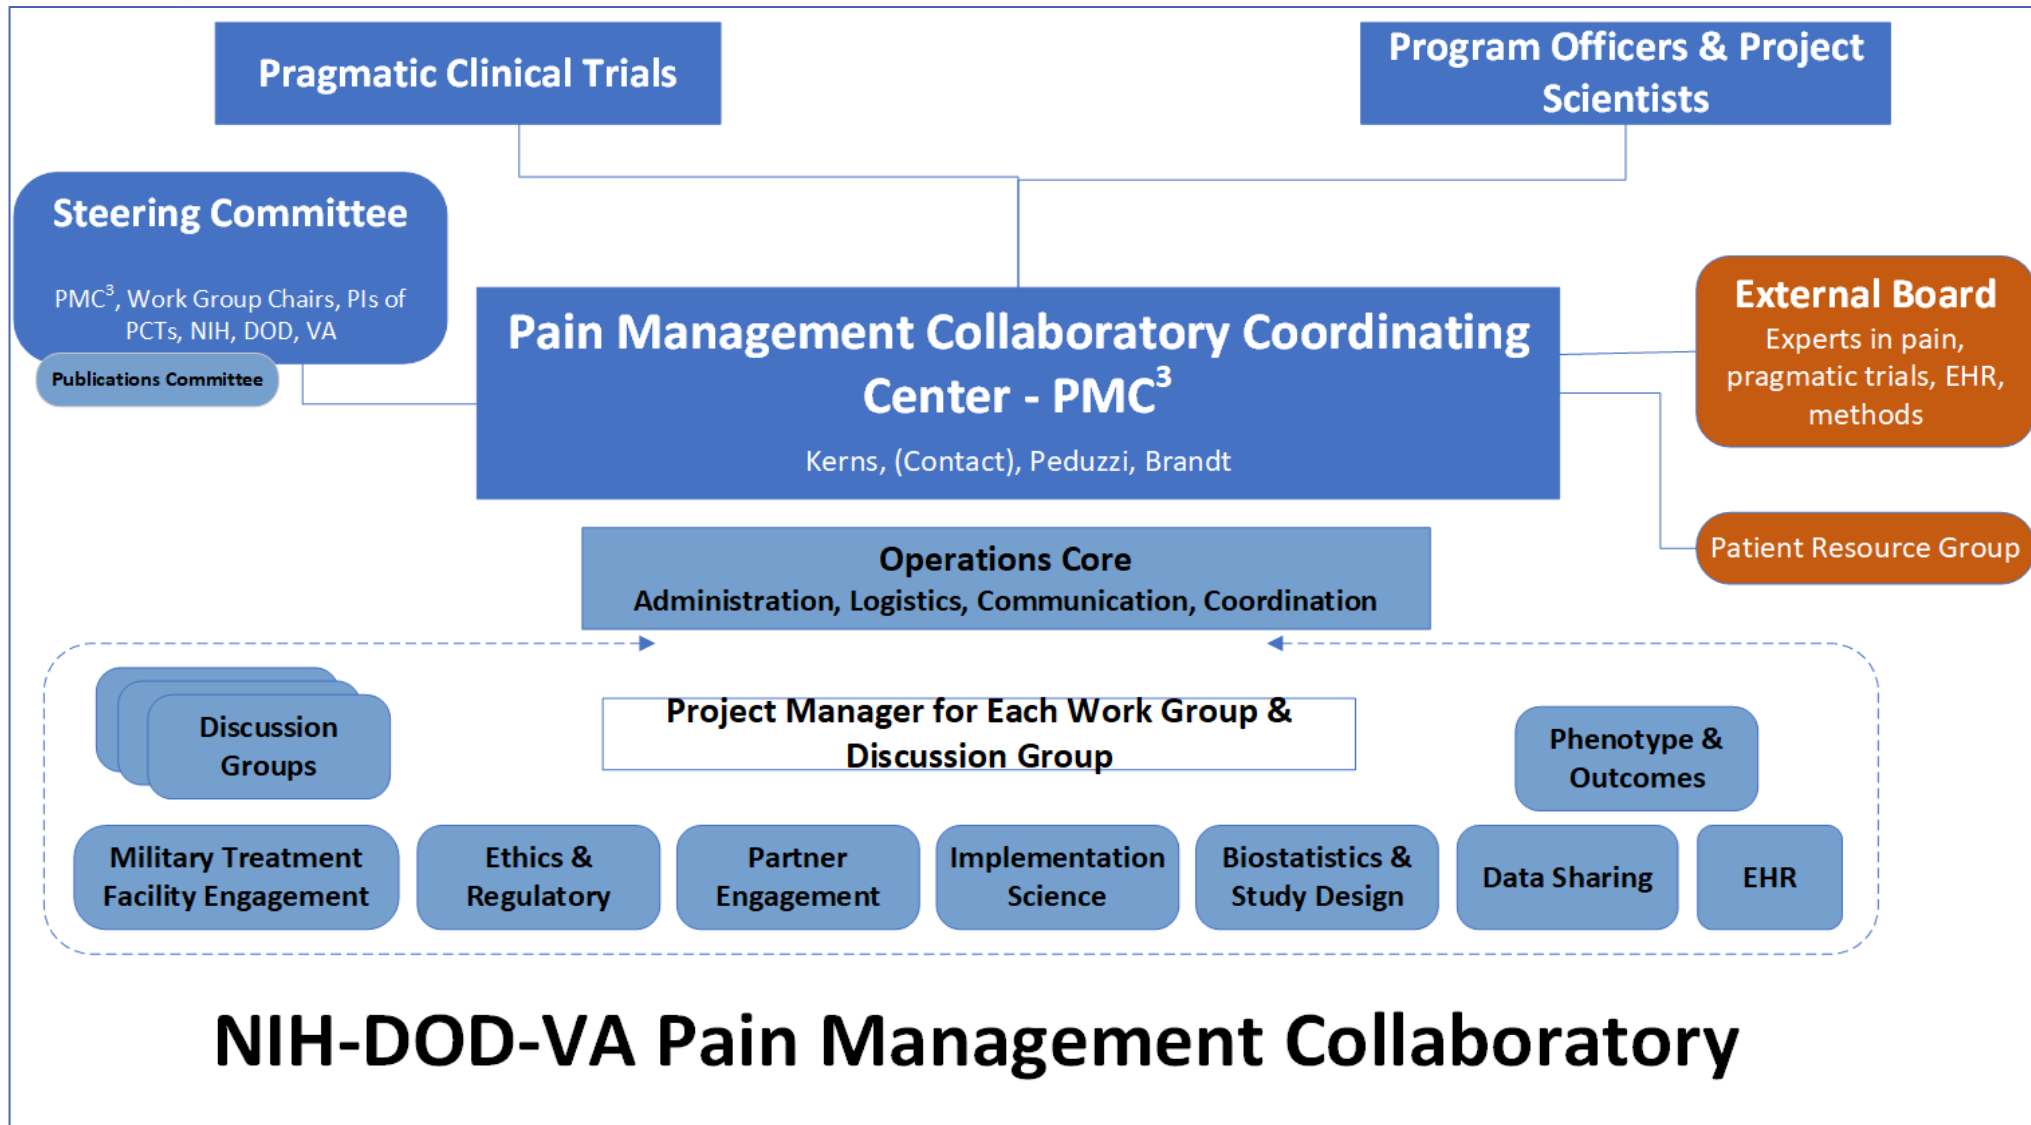 Pragmatic Clinical Trials
Program Officers & Project
Scientists
Steering Committee
PMC³, Work Group Chairs, PIs of
PCTs, NIH, DOD, VA
Publications Committee
Pain Management Collaboratory Coordinating
Center - PMC³
Kerns, (Contact), Peduzzi, Brandt
External Board
Experts in pain,
pragmatic trials, EHR,
methods
Patient Resource Group
Operations Core
Administration, Logistics, Communication, Coordination
Discussion
Groups
Project Manager for Each Work Group &
Discussion Group
Phenotype &
Outcomes
Military Treatment
Facility Engagement
Ethics &
Regulatory
Partner
Engagement
Implementation
Science
Biostatistics &
Study Design
Data Sharing
EHR
NIH-DOD-VA Pain Management Collaboratory